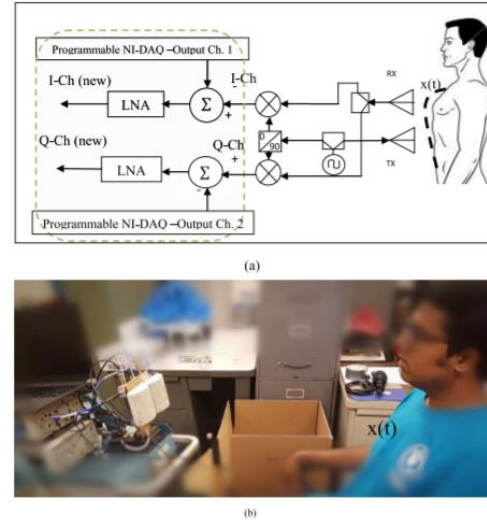 Programmable NI-DAQ –Output Ch. 1
I-Ch (new)
LNA
Σ
-
+
I-Ch
RX
x(t)
0
90
Q-Ch (new)
LNA
Σ
Q-Ch
+
-
TX
Programmable NI-DAQ –Output Ch. 2
(a)
x(t)
(b)